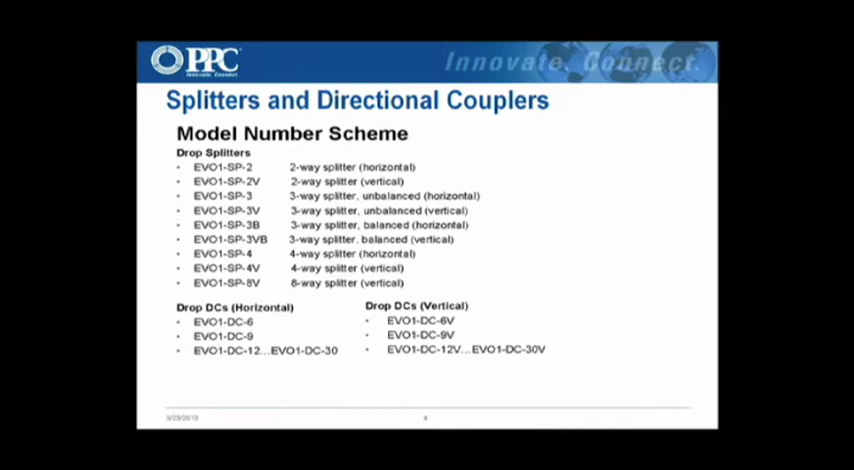 PPC
Innovate. Connect.
Innovate. Connect.
Splitters and Directional Couplers
Model Number Scheme
Drop Splitters
• EVO1-SP-2 2-way splitter (horizontal)
• EVO1-SP-2V 2-way splitter (vertical)
• EVO1-SP-3 3-way splitter, unbalanced (horizontal)
• EVO1-SP-3V 3-way splitter, unbalanced (vertical)
• EVO1-SP-3B 3-way splitter, balanced (horizontal)
• EVO1-SP-3VB 3-way splitter, balanced (vertical)
• EVO1-SP-4 4-way splitter (horizontal)
• EVO1-SP-4V 4-way splitter (vertical)
• EVO1-SP-8V 8-way splitter (vertical)
Drop DCs (Horizontal)
• EVO1-DC-6
• EVO1-DC-9
• EVO1-DC-12...EVO1-DC-30
Drop DCs (Vertical)
• EVO1-DC-6V
• EVO1-DC-9V
• EVO1-DC-12V...EVO1-DC-30V
4